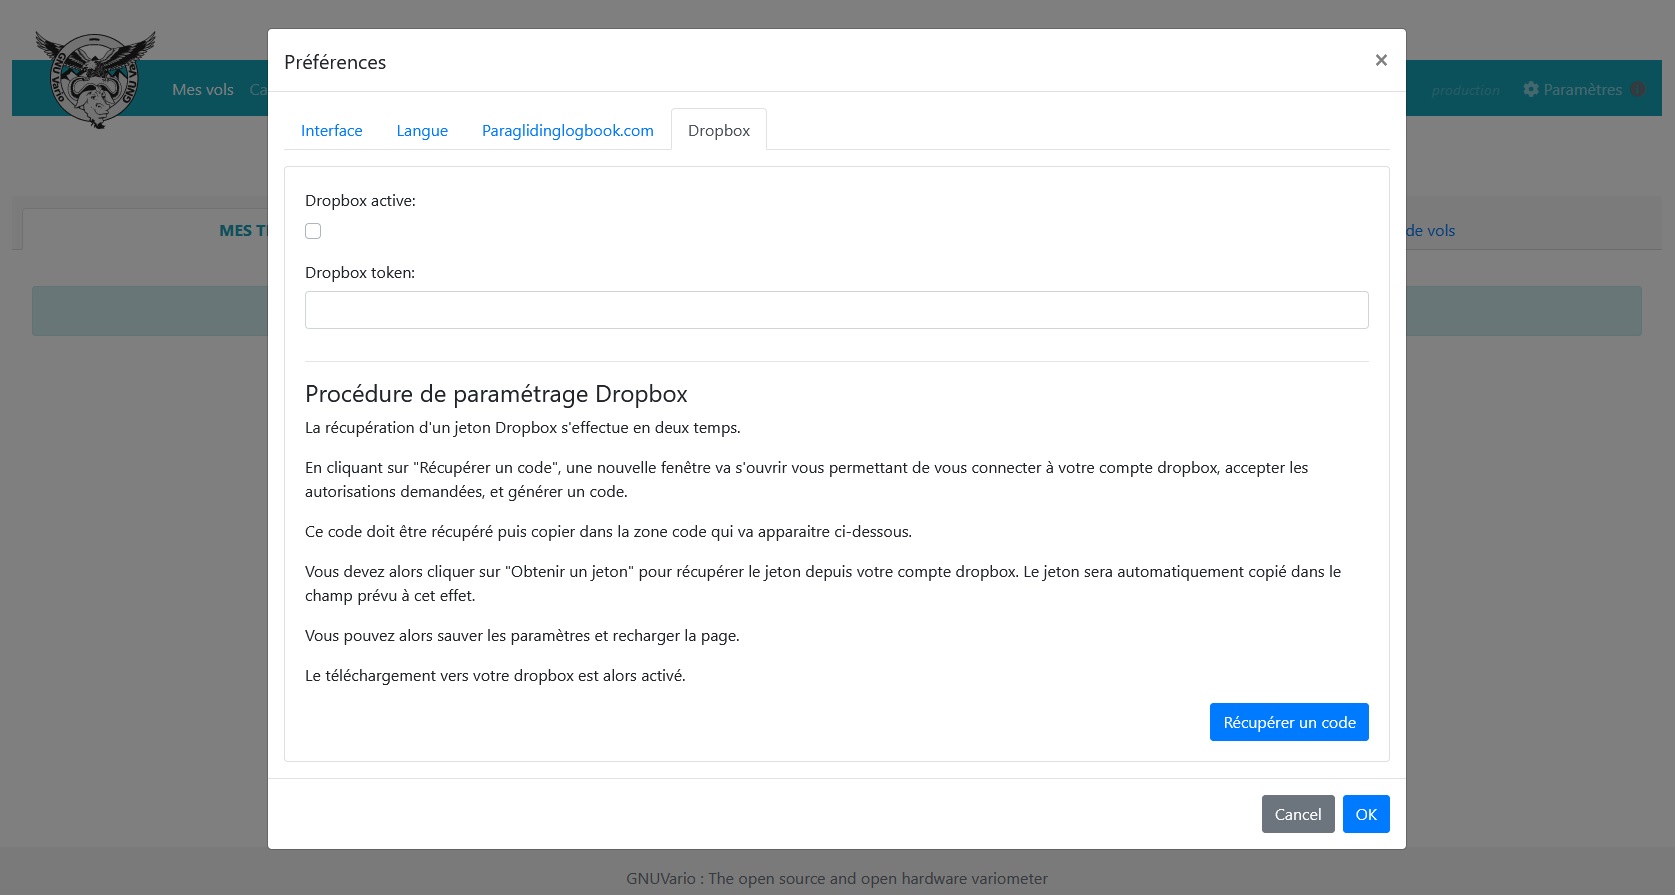 Préférences
×
GNU Vario
GNU Vario
Mes vols
Ca
production
Paramètres
Interface
Langue
Paraglidinglogbook.com
Dropbox
Dropbox active:
MES
de vols
Dropbox token:
Procédure de paramétrage Dropbox
La récupération d'un jeton Dropbox s'effectue en deux temps.
En cliquant sur "Récupérer un code", une nouvelle fenêtre va s'ouvrir vous permettant de vous connecter à votre compte dropbox, accepter les
autorisations demandées, et générer un code.
Ce code doit être récupéré puis copier dans la zone code qui va apparaitre ci-dessous.
Vous devez alors cliquer sur "Obtenir un jeton" pour récupérer le jeton depuis votre compte dropbox. Le jeton sera automatiquement copié dans le
champ prévu à cet effet.
Vous pouvez alors sauver les paramètres et recharger la page.
Le téléchargement vers votre dropbox est alors activé.
Récupérer un code
Cancel
OK
GNUVario : The open source and open hardware variometer